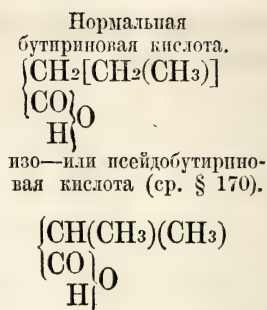 Нормальная
бутириновая кислота.
{CH₂[CH₂(CH₃)]
{CO}
H}O
изо—или псейдобутирино-
вая кислота (ср. § 170).
{CH(CH₃)(CH₃)
{CO}
H}O